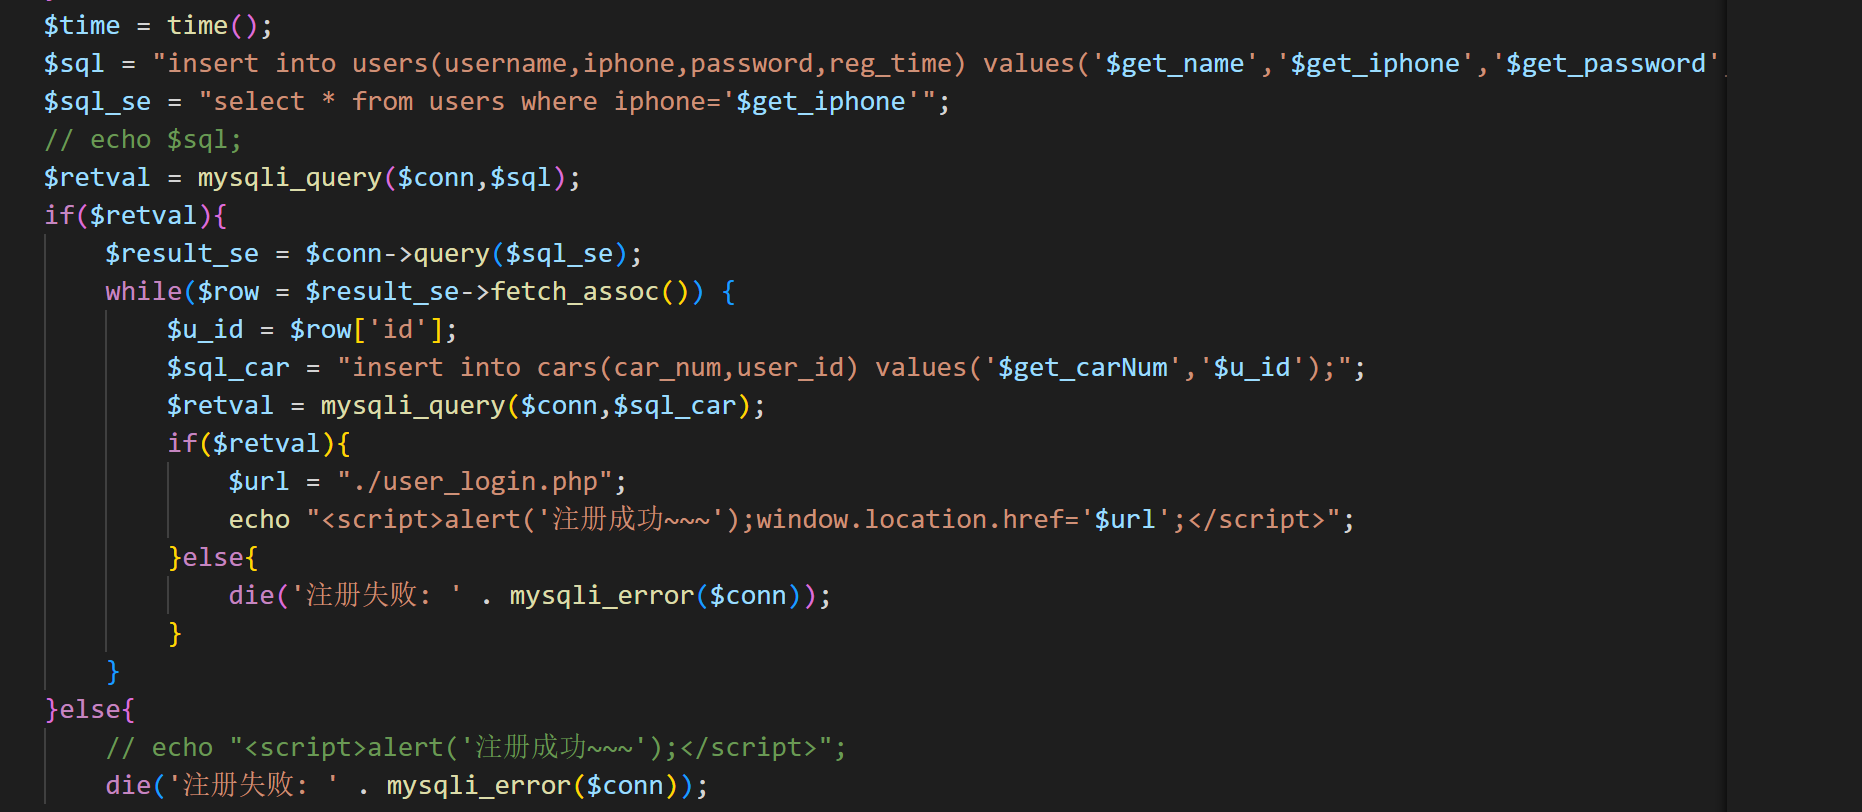 $time = time();
$sql = "insert into users(username,iphone,password,reg_time) values('$get_name','$get_iphone','$get_password'
$sql_se = "select * from users where iphone='$get_iphone'";
// echo $sql;
$retval = mysqli_query($conn,$sql);
if($retval){
    $result_se = $conn->query($sql_se);
    while($row = $result_se->fetch_assoc()) {
        $u_id = $row['id'];
        $sql_car = "insert into cars(car_num,user_id) values('$get_carNum','$u_id');";
        $retval = mysqli_query($conn,$sql_car);
        if($retval){
            $url = "./user_login.php";
            echo "<script>alert('注册成功~~~');window.location.href='$url';</script>";
        }else{
            die('注册失败: ' . mysqli_error($conn));
        }
    }
}else{
    // echo "<script>alert('注册成功~~~');</script>";
    die('注册失败: ' . mysqli_error($conn));